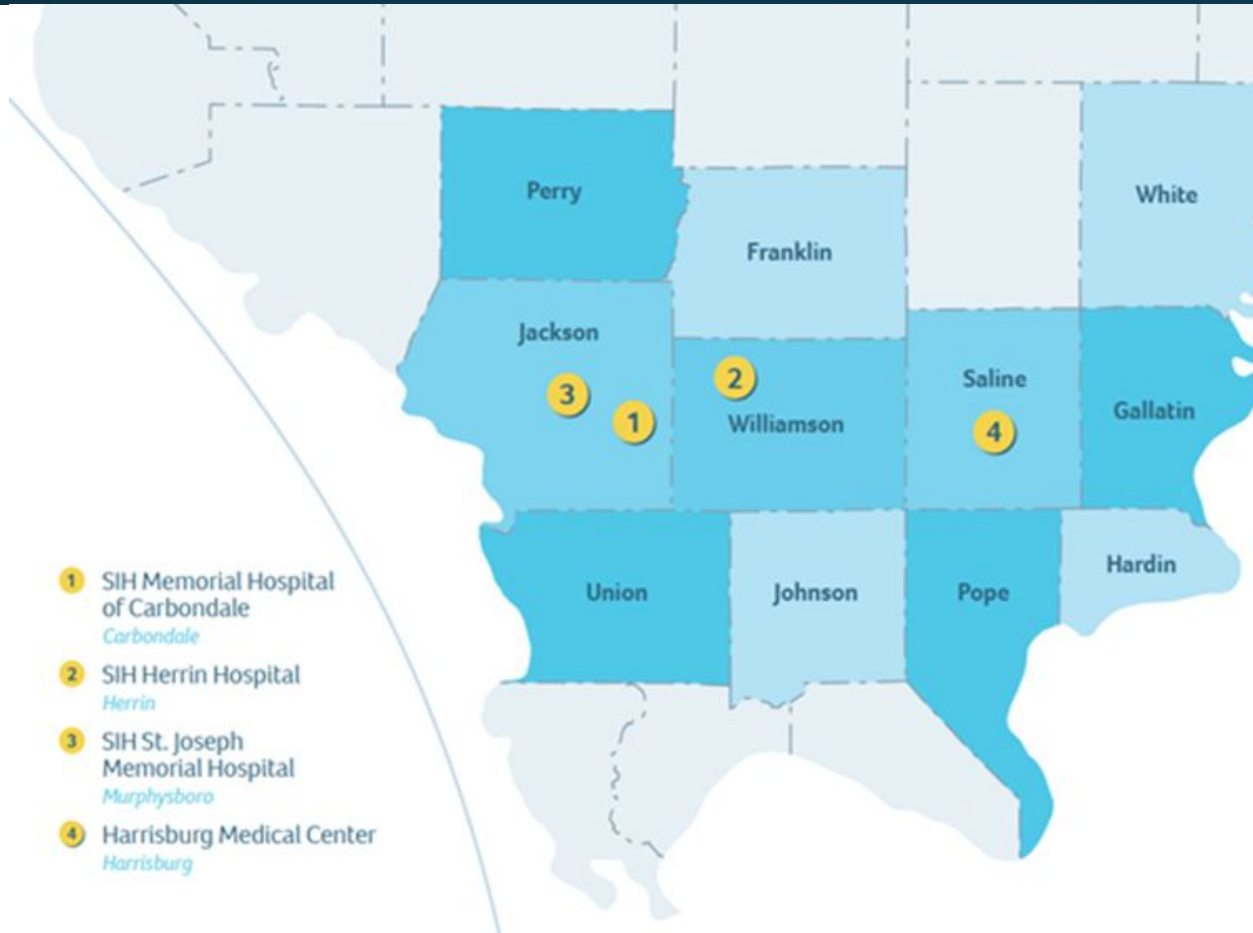 Perry
White
Franklin
Jackson
3
1
2
Williamson
Saline
4
Gallatin
Union
Johnson
Pope
Hardin
1 SIH Memorial Hospital
of Carbondale
Carbondale
2 SIH Herrin Hospital
Herrin
3 SIH St. Joseph
Memorial Hospital
Murphysboro
4 Harrisburg Medical Center
Harrisburg